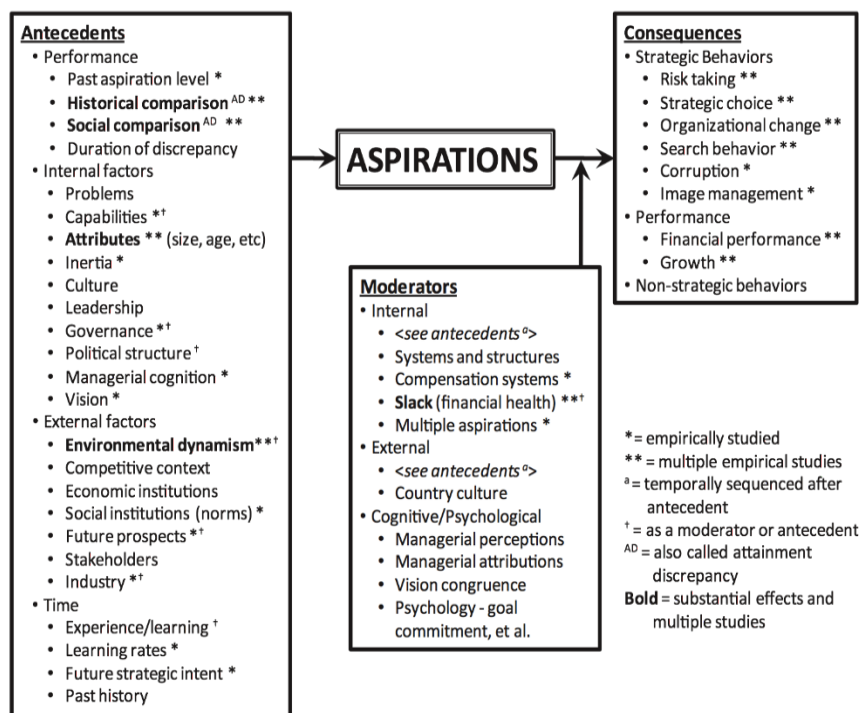 Antecedents
• Performance
• Past aspiration level *
• Historical comparison AD **
• Social comparison AD **
• Duration of discrepancy
• Internal factors
• Problems
• Capabilities *†
• Attributes ** (size, age, etc)
• Inertia *
• Culture
• Leadership
• Governance *†
• Political structure †
• Managerial cognition *
• Vision *
• External factors
• Environmental dynamism**†
• Competitive context
• Economic institutions
• Social institutions (norms) *
• Future prospects *†
• Stakeholders
• Industry *†
• Time
• Experience/learning †
• Learning rates *
• Future strategic intent *
• Past history
ASPIRATIONS
Moderators
• Internal
• <see antecedents a>
• Systems and structures
• Compensation systems *
• Slack (financial health) **†
• Multiple aspirations *
• External
• <see antecedents a>
• Country culture
• Cognitive/Psychological
• Managerial perceptions
• Managerial attributions
• Vision congruence
• Psychology - goal
commitment, et al.
Consequences
• Strategic Behaviors
• Risk taking **
• Strategic choice **
• Organizational change **
• Search behavior **
• Corruption *
• Image management *
• Performance
• Financial performance **
• Growth **
• Non-strategic behaviors
* = empirically studied
** = multiple empirical studies
a = temporally sequenced after
antecedent
† = as a moderator or antecedent
AD = also called attainment
discrepancy
Bold = substantial effects and
multiple studies